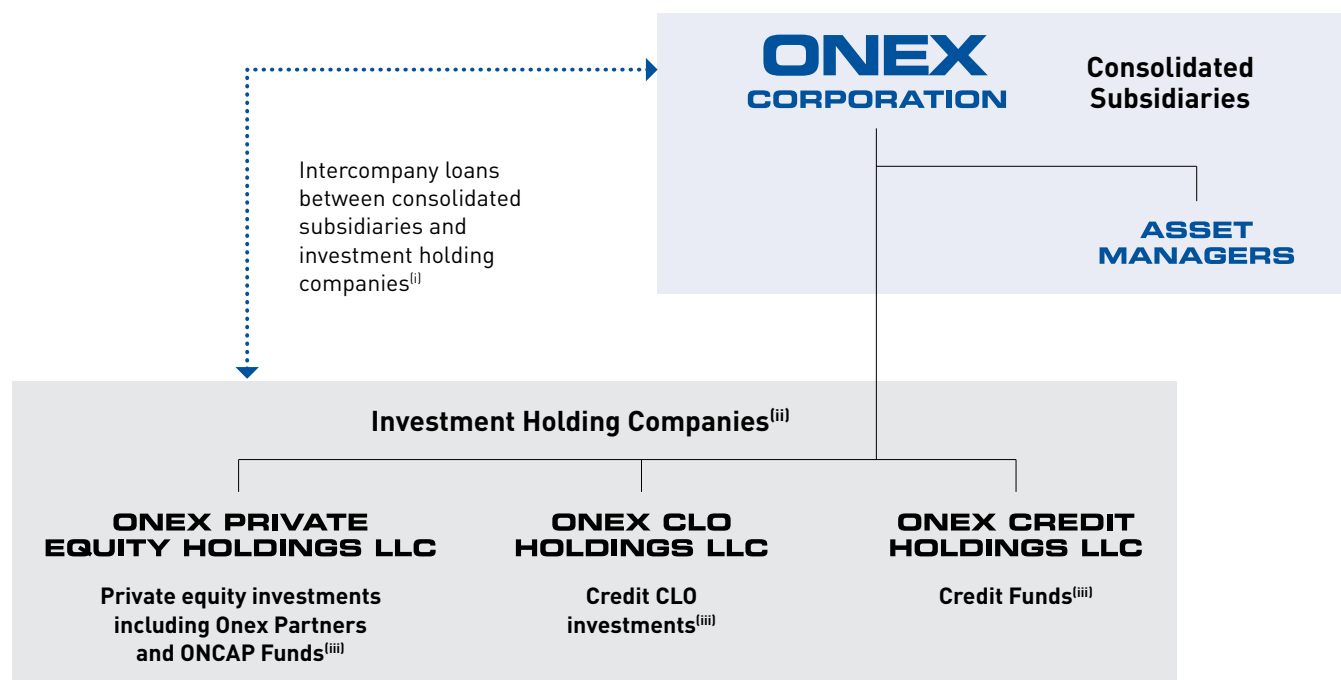 ONEX
CORPORATION
Consolidated
Subsidiaries
Intercompany loans
between consolidated
subsidiaries and
investment holding
companies(i)
ASSET
MANAGERS
Investment Holding Companies(ii)
ONEX PRIVATE
EQUITY HOLDINGS LLC
Private equity investments
including Onex Partners
and ONCAP Funds(iii)
ONEX CLO
HOLDINGS LLC
Credit CLO
investments(iii)
ONEX CREDIT
HOLDINGS LLC
Credit Funds(iii)